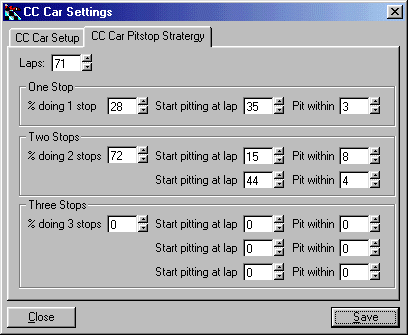 CC Car Settings
CC Car Setup CC Car Pitstop Stratergy
Laps: 71
One Stop
% doing 1 stop 28 Start pitting at lap 35 Pit within 3
Two Stops
% doing 2 stops 72 Start pitting at lap 15 Pit within 8
Start pitting at lap 44 Pit within 4
Three Stops
% doing 3 stops 0 Start pitting at lap 0 Pit within 0
Start pitting at lap 0 Pit within 0
Start pitting at lap 0 Pit within 0
Close Save